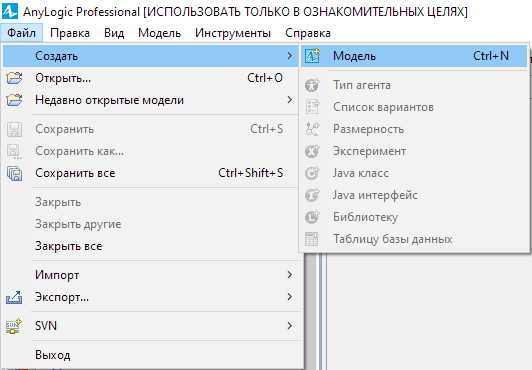 AnyLogic Professional [ИСПОЛЬЗОВАТЬ ТОЛЬКО В ОЗНАКОМИТЕЛЬНЫХ ЦЕЛЯХ]
Файл Правка Вид Модель Инструменты Справка
Создать
Открыть... Ctrl+O
Недавно открытые модели
Сохранить Ctrl+S
Сохранить как...
Сохранить все Ctrl+Shift+S
Закрыть
Закрыть другие
Закрыть все
Импорт
Экспорт...
SVN
Выход
Модель Ctrl+N
Тип агента
Список вариантов
Размерность
Эксперимент
Java класс
Java интерфейс
Библиотеку
Таблицу базы данных